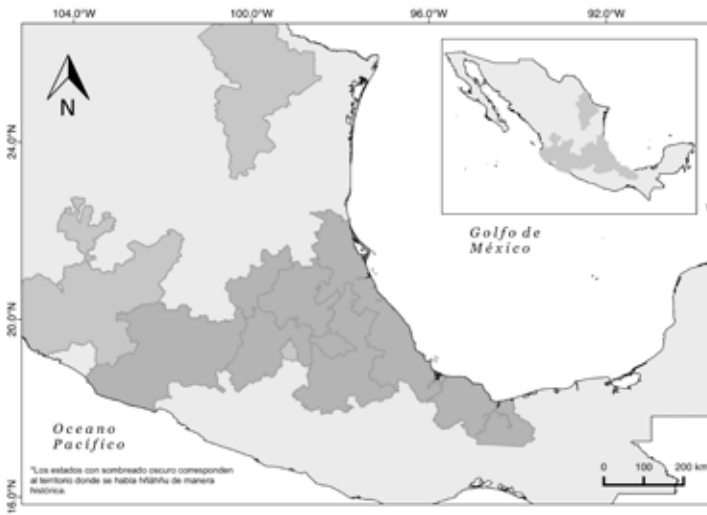 104.0°W 100.0°W 96.0°W 92.0°W
N
24.0°N
Golfo de
México
20.0°N
Oceano
Pacífico
*Los estados con sombreado oscuro corresponden
al territorio donde se había hñähñu de manera
histórica.
0 100 200 km
16.0°N